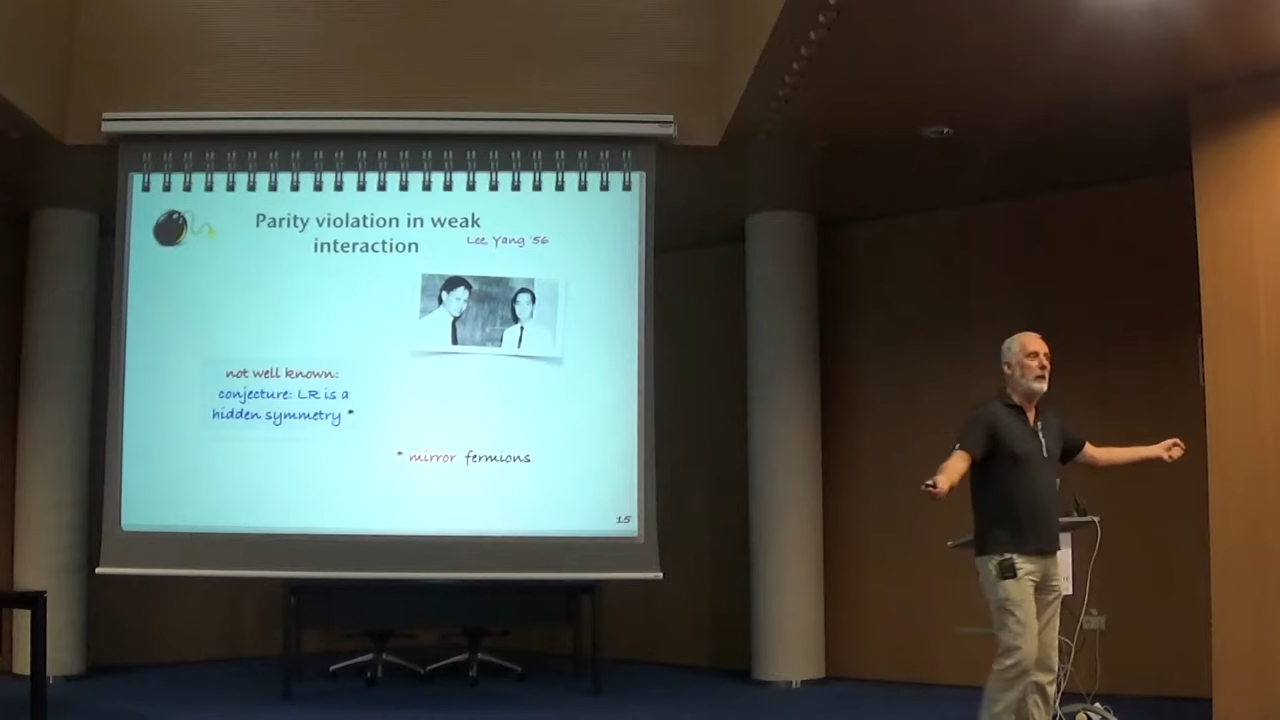 Parity violation in weak
interaction
Lee Yang '56
not well known:
conjecture: LR is a
hidden symmetry *
* mirror fermions
15